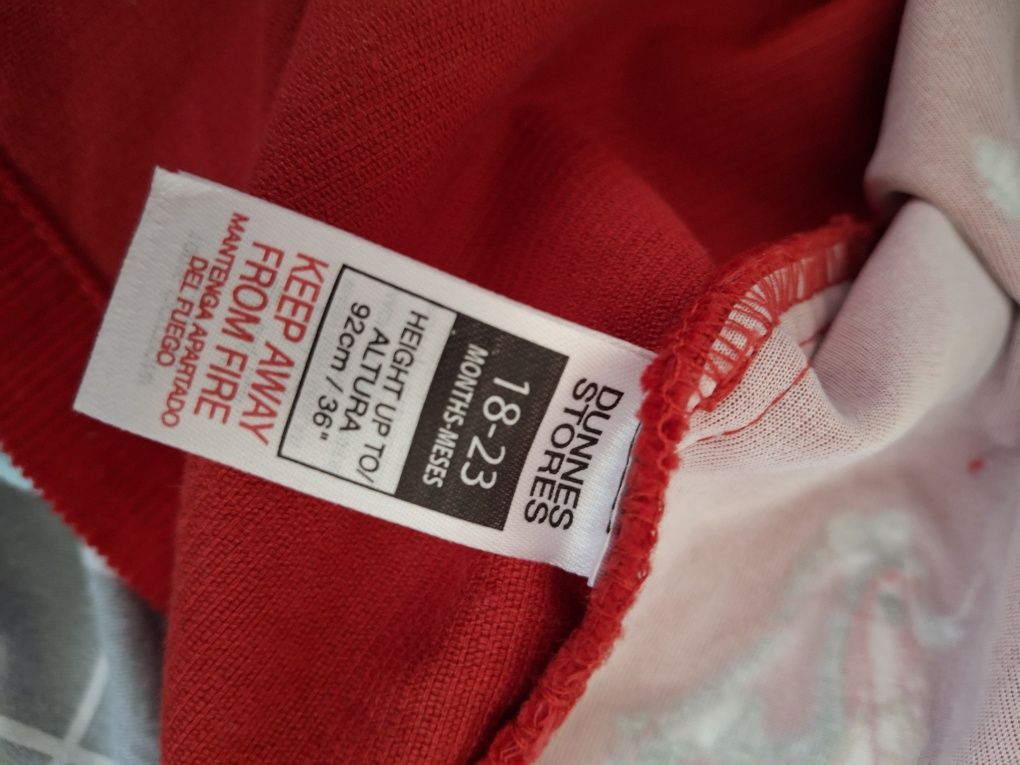 DUNNES
STORES
18-23
MONTHS-MESES
HEIGHT UP TO/
ALTURA
92cm / 36"
KEEP AWAY
FROM FIRE
MANTENGA APARTADO
DEL FUEGO